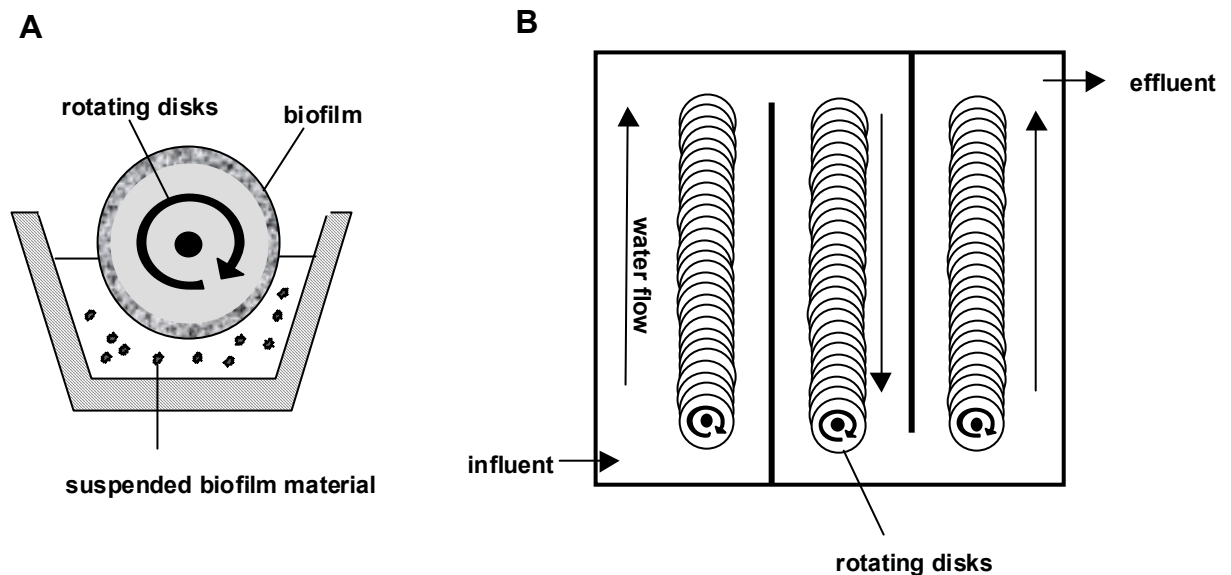 A
rotating disks
biofilm
suspended biofilm material
B
effluent
water flow
influent
rotating disks